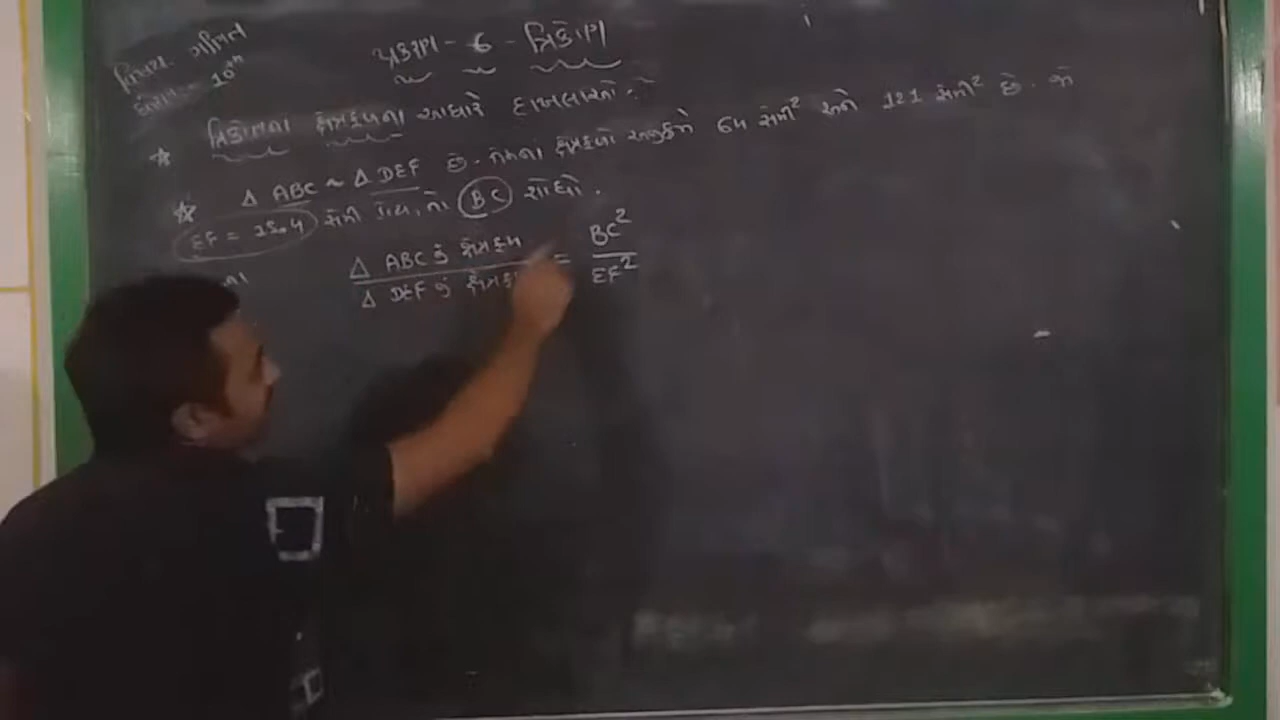 વિષય- ગણિત
ધોરણ- 10th
પ્રકરણ - 6 - ત્રિકોણ
* ત્રિકોણના ક્ષેત્રફળના આધારે દાખલાઓ.
* Δ ABC ~ Δ DEF છે. તેમના ક્ષેત્રફળો અનુક્રમે 64 સેમી² અને 121 સેમી² છે. જો
EF = 15.4 સેમી હોય, તો BC શોધો.
Δ ABC નું ક્ષેત્રફળ = BC²
Δ DEF નું EF²